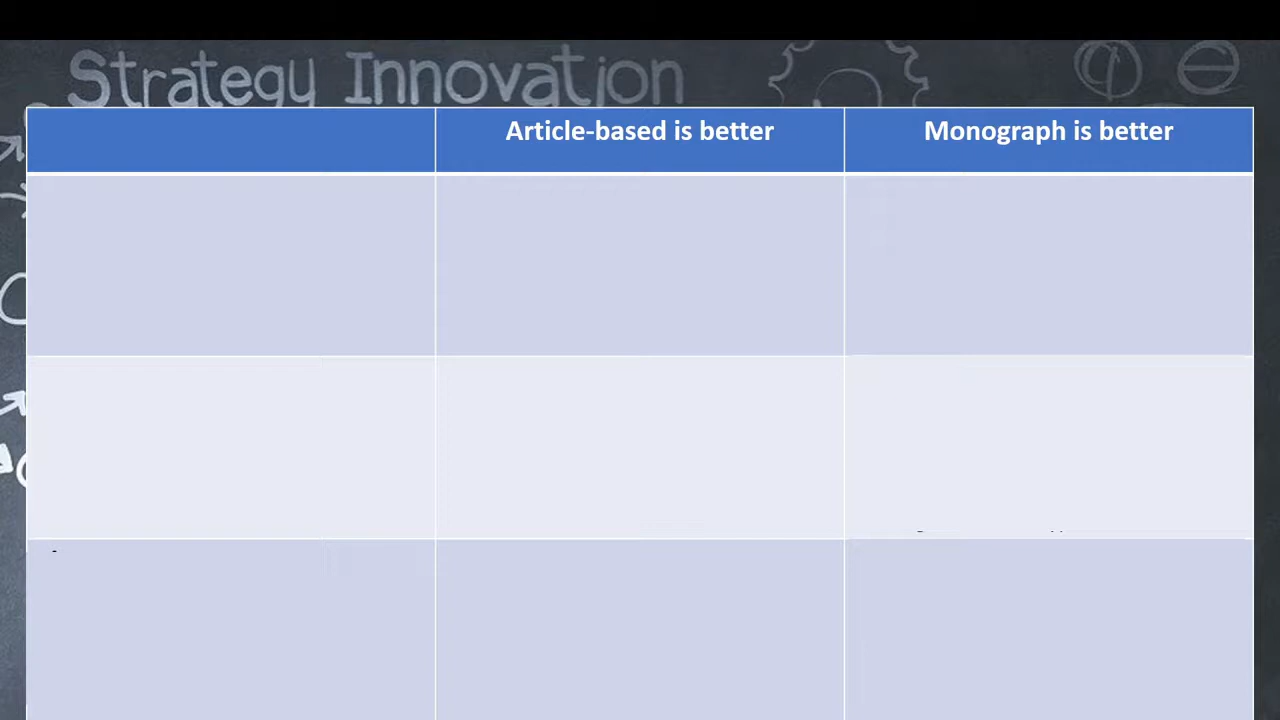 Strategy Innovation
Article-based is better
Monograph is better